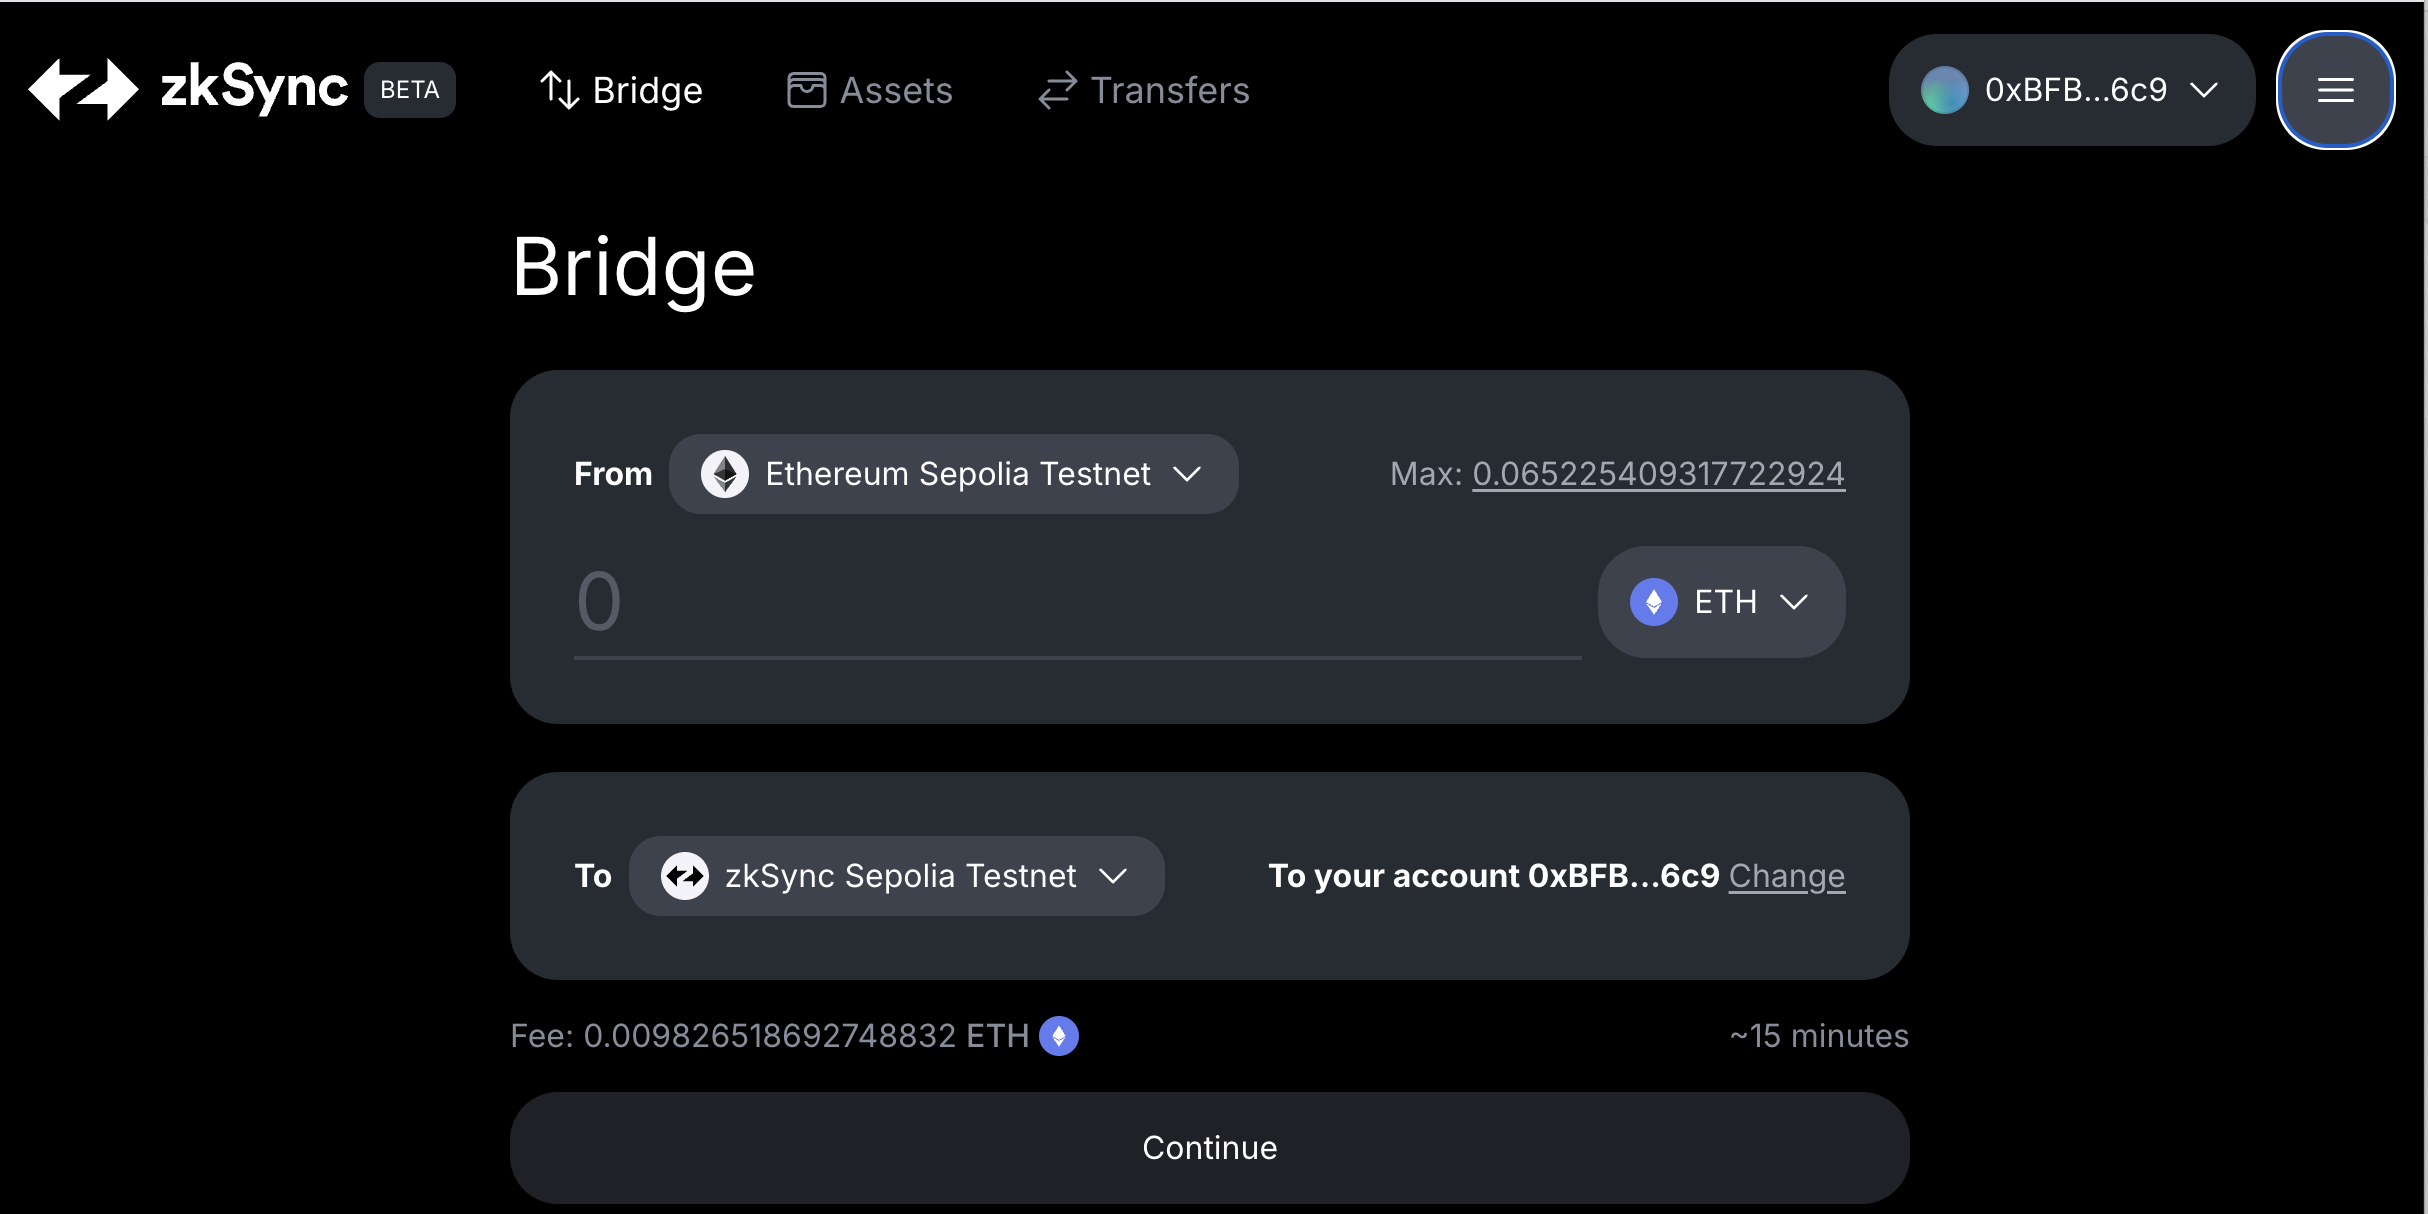 zkSync BETA Bridge Assets Transfers 0xBFB...6c9
Bridge
From Ethereum Sepolia Testnet Max: 0.065225409317722924
0 ETH
To zkSync Sepolia Testnet To your account 0xBFB...6c9 Change
Fee: 0.009826518692748832 ETH ~15 minutes
Continue